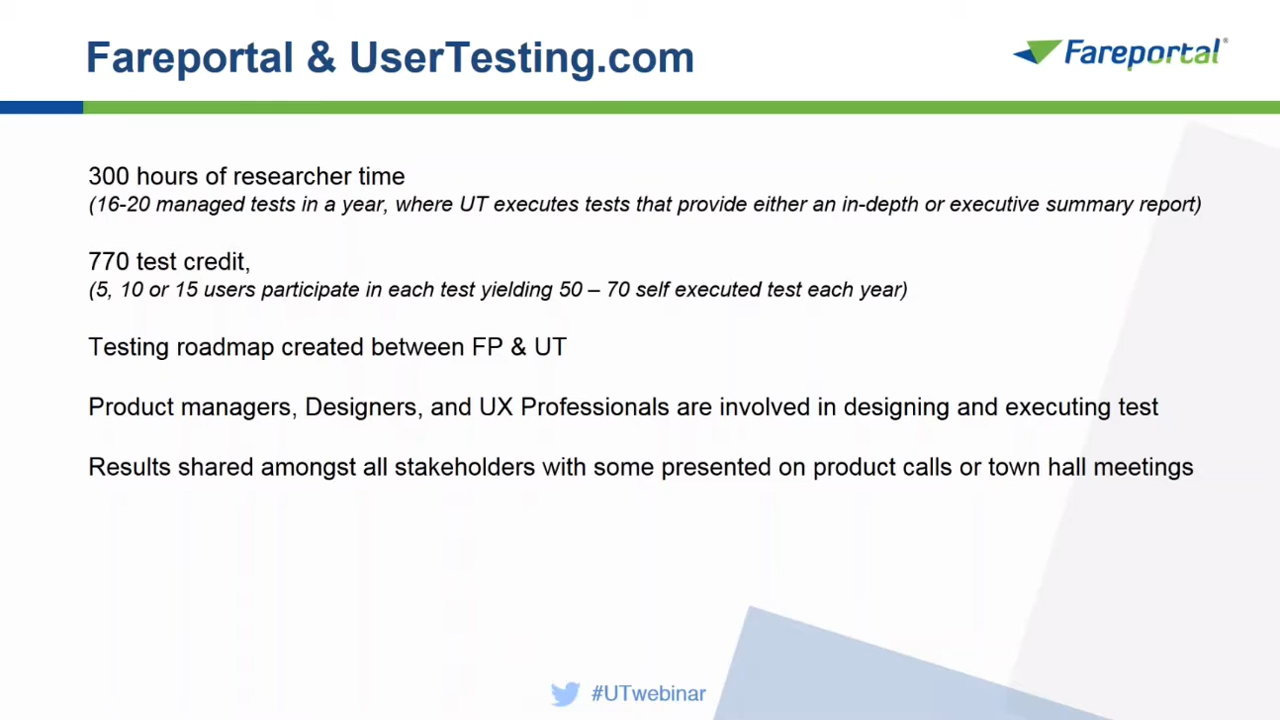 Fareportal & UserTesting.com
Fareportal®
300 hours of researcher time
(16-20 managed tests in a year, where UT executes tests that provide either an in-depth or executive summary report)
770 test credit,
(5, 10 or 15 users participate in each test yielding 50 – 70 self executed test each year)
Testing roadmap created between FP & UT
Product managers, Designers, and UX Professionals are involved in designing and executing test
Results shared amongst all stakeholders with some presented on product calls or town hall meetings
#UTwebinar